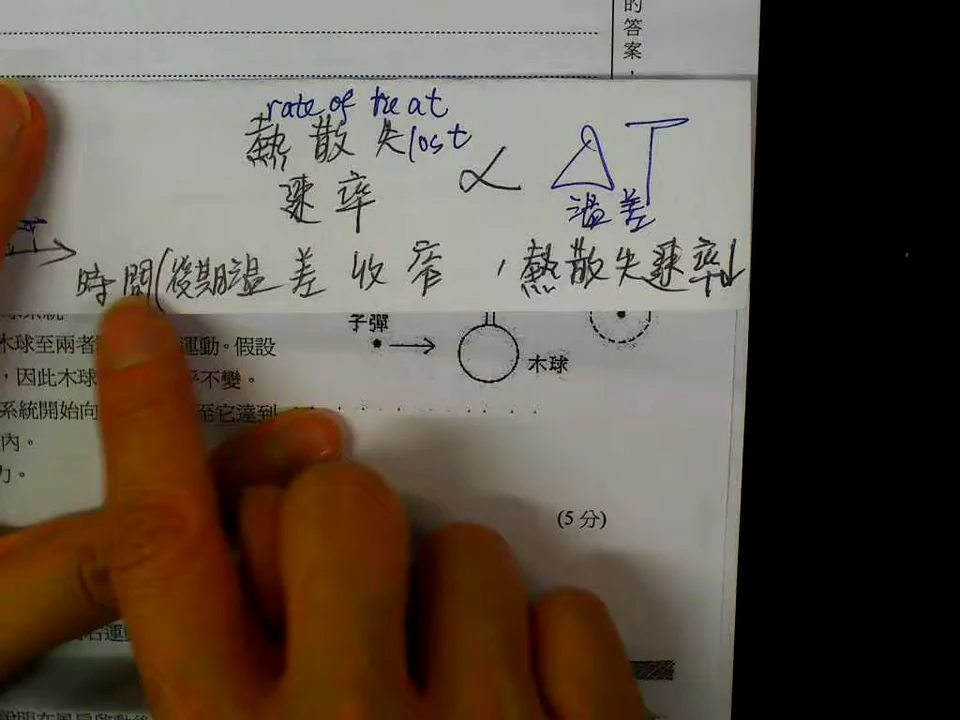 的
答
案
，
rate of heat
熱散失lost
速率 ∝ ΔT
溫差
時間(後期溫差收窄，熱散失速率↓
子彈
木球至兩者
運動。假設
木球
，因此木球
乎不變。
系統開始向
至它達到
內。
力。
(5分)